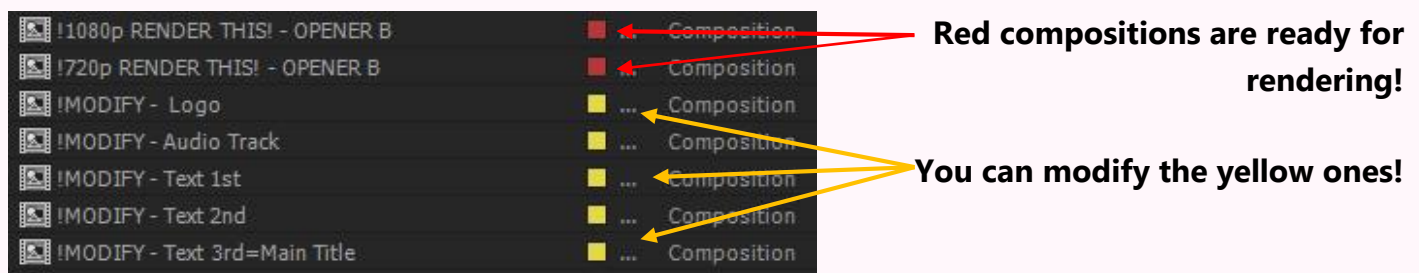 !1080p RENDER THIS! - OPENER B ... Composition
!720p RENDER THIS! - OPENER B ... Composition
!MODIFY - Logo ... Composition
!MODIFY - Audio Track ... Composition
!MODIFY - Text 1st ... Composition
!MODIFY - Text 2nd ... Composition
!MODIFY - Text 3rd=Main Title ... Composition
Red compositions are ready for
rendering!
You can modify the yellow ones!